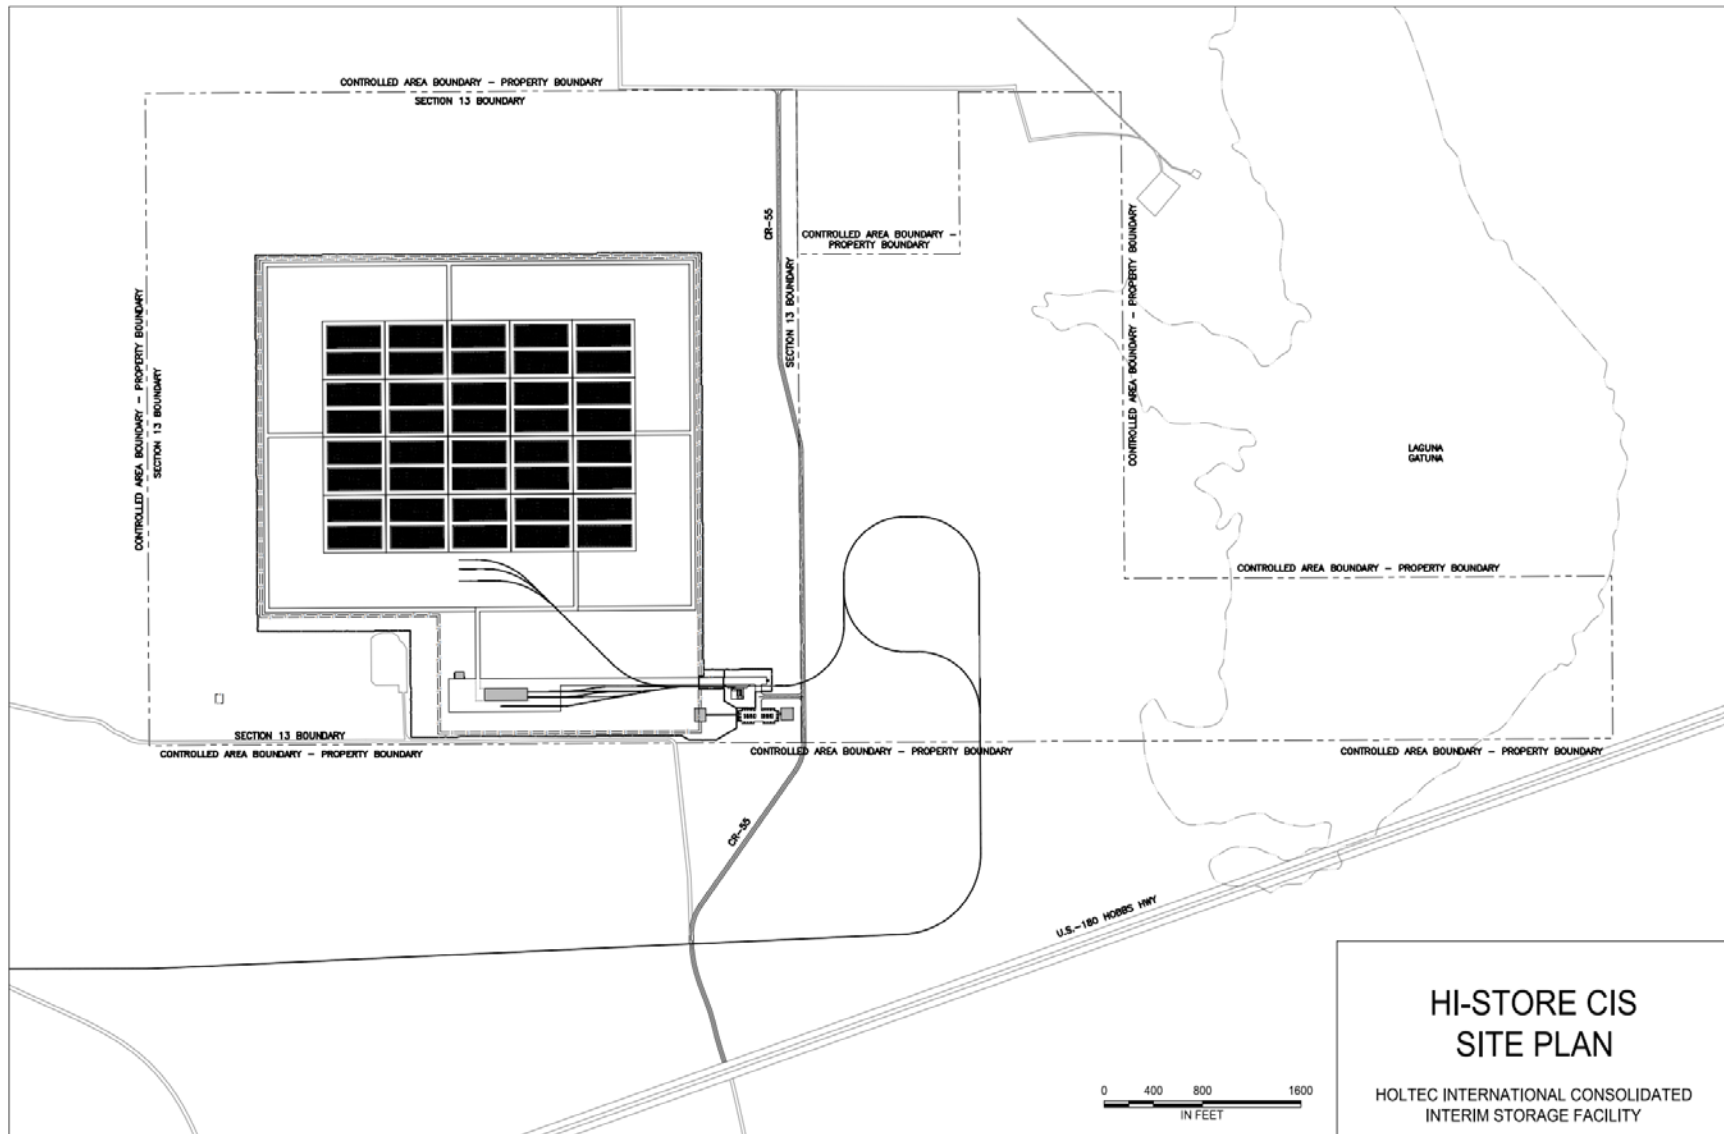 CONTROLLED AREA BOUNDARY - PROPERTY BOUNDARY
SECTION 13 BOUNDARY
CR-55
CONTROLLED AREA BOUNDARY -
PROPERTY BOUNDARY
SECTION 13 BOUNDARY
CONTROLLED AREA BOUNDARY - PROPERTY BOUNDARY
CONTROLLED AREA BOUNDARY - PROPERTY BOUNDARY
SECTION 13 BOUNDARY
LAGUNA
GATUNA
CONTROLLED AREA BOUNDARY - PROPERTY BOUNDARY
SECTION 13 BOUNDARY
CONTROLLED AREA BOUNDARY - PROPERTY BOUNDARY
CONTROLLED AREA BOUNDARY - PROPERTY BOUNDARY
CONTROLLED AREA BOUNDARY - PROPERTY BOUNDARY
CR-55
U.S.-180 HOBBS HWY
0 400 800 1600
IN FEET
HI-STORE CIS
SITE PLAN
HOLTEC INTERNATIONAL CONSOLIDATED
INTERIM STORAGE FACILITY